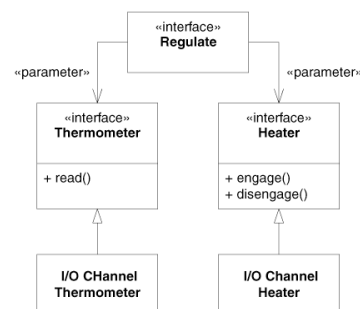 «interface»
Regulate
«parameter»
«parameter»
«interface»
Thermometer
+ read()
«interface»
Heater
+ engage()
+ disengage()
I/O CHannel
Thermometer
I/O Channel
Heater